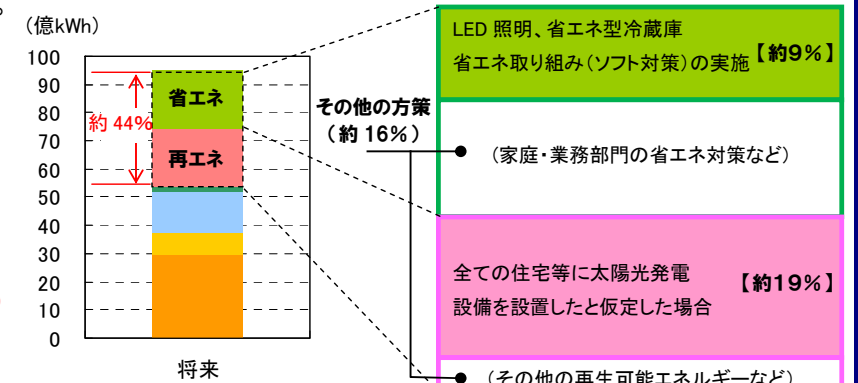 。
(億kWh)
100
90
80
70
60
50
40
30
20
10
0
約 44%
省エネ
再エネ
将来
その他の方策
(約 16%)
LED 照明、省エネ型冷蔵庫
省エネ取り組み(ソフト対策)の実施【約9%】
(家庭・業務部門の省エネ対策など)
全ての住宅等に太陽光発電
設備を設置したと仮定した場合
【約19%】
(その他の再生可能エネルギーなど)